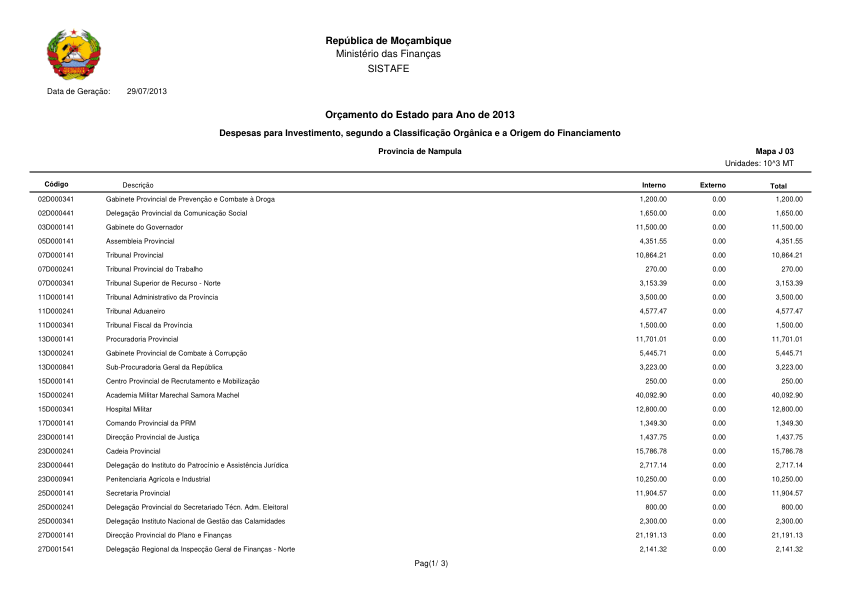 República de Moçambique
Ministério das Finanças
SISTAFE
Data de Geração: 29/07/2013
Orçamento do Estado para Ano de 2013
Despesas para Investimento, segundo a Classificação Orgânica e a Origem do Financiamento
Provincia de Nampula Mapa J 03
Unidades: 10^3 MT
Código Descrição Interno Externo Total
02D000341 Gabinete Provincial de Prevenção e Combate à Droga 1,200.00 0.00 1,200.00
02D000441 Delegação Provincial da Comunicação Social 1,650.00 0.00 1,650.00
03D000141 Gabinete do Governador 11,500.00 0.00 11,500.00
05D000141 Assembleia Provincial 4,351.55 0.00 4,351.55
07D000141 Tribunal Provincial 10,864.21 0.00 10,864.21
07D000241 Tribunal Provincial do Trabalho 270.00 0.00 270.00
07D000341 Tribunal Superior de Recurso - Norte 3,153.39 0.00 3,153.39
11D000141 Tribunal Administrativo da Província 3,500.00 0.00 3,500.00
11D000241 Tribunal Aduaneiro 4,577.47 0.00 4,577.47
11D000341 Tribunal Fiscal da Província 1,500.00 0.00 1,500.00
13D000141 Procuradoria Provincial 11,701.01 0.00 11,701.01
13D000241 Gabinete Provincial de Combate à Corrupção 5,445.71 0.00 5,445.71
13D000841 Sub-Procuradoria Geral da República 3,223.00 0.00 3,223.00
15D000141 Centro Provincial de Recrutamento e Mobilização 250.00 0.00 250.00
15D000241 Academia Militar Marechal Samora Machel 40,092.90 0.00 40,092.90
15D000341 Hospital Militar 12,800.00 0.00 12,800.00
17D000141 Comando Provincial da PRM 1,349.30 0.00 1,349.30
23D000141 Direcção Provincial de Justiça 1,437.75 0.00 1,437.75
23D000241 Cadeia Provincial 15,786.78 0.00 15,786.78
23D000441 Delegação do Instituto do Patrocínio e Assistência Jurídica 2,717.14 0.00 2,717.14
23D000941 Penitenciaria Agrícola e Industrial 10,250.00 0.00 10,250.00
25D000141 Secretaria Provincial 11,904.57 0.00 11,904.57
25D000241 Delegação Provincial do Secretariado Técn. Adm. Eleitoral 800.00 0.00 800.00
25D000341 Delegação Instituto Nacional de Gestão das Calamidades 2,300.00 0.00 2,300.00
27D000141 Direcção Provincial do Plano e Finanças 21,191.13 0.00 21,191.13
27D001541 Delegação Regional da Inspecção Geral de Finanças - Norte 2,141.32 0.00 2,141.32
Pag(1/ 3)